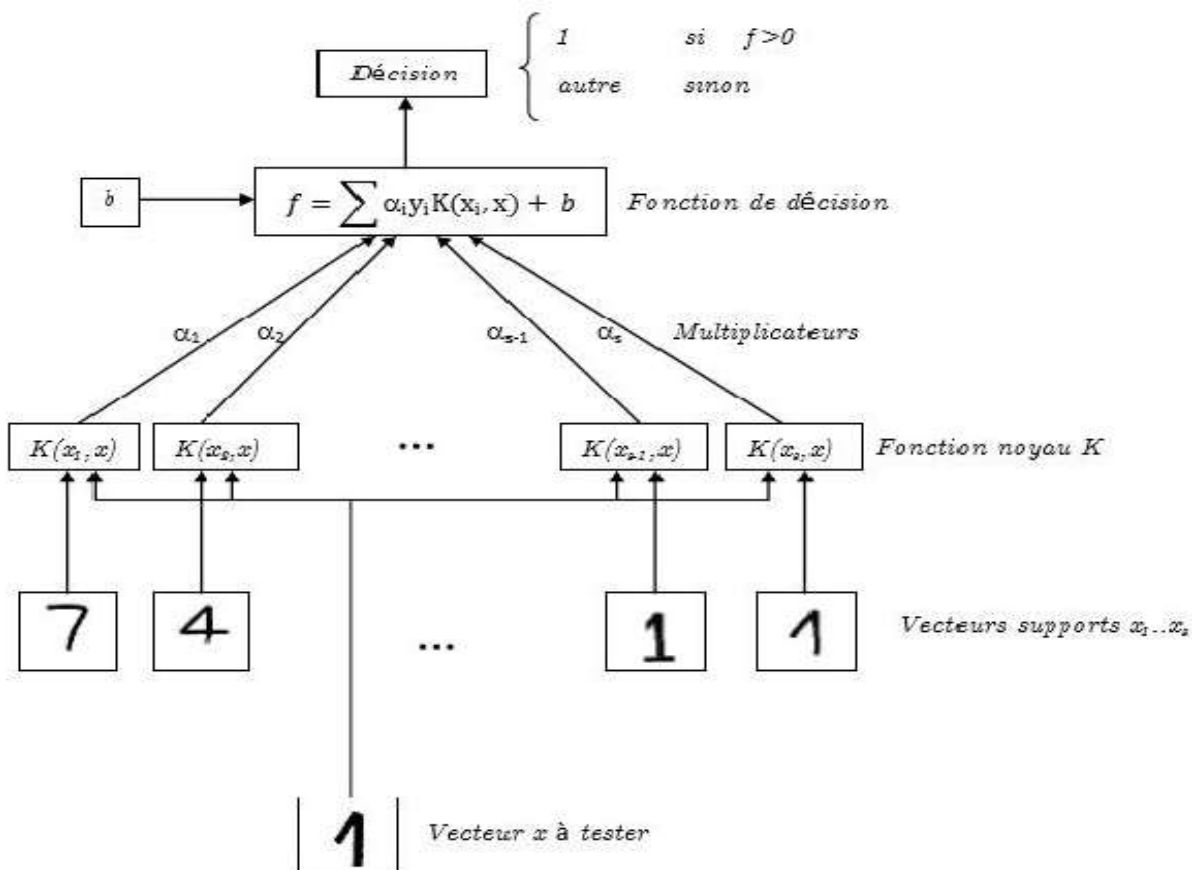 1 si f>0
Décision
autre sinon
b
f = ∑ αᵢyᵢK(xᵢ, x) + b
Fonction de décision
α₁ α₂ αₛ₋₁ αₛ Multiplicateurs
K(x₁, x) K(x₂, x) ... K(xₛ₋₁, x) K(xₛ, x) Fonction noyau K
7 4 ... 1 1 Vecteurs supports x₁..xₛ
1 Vecteur x à tester